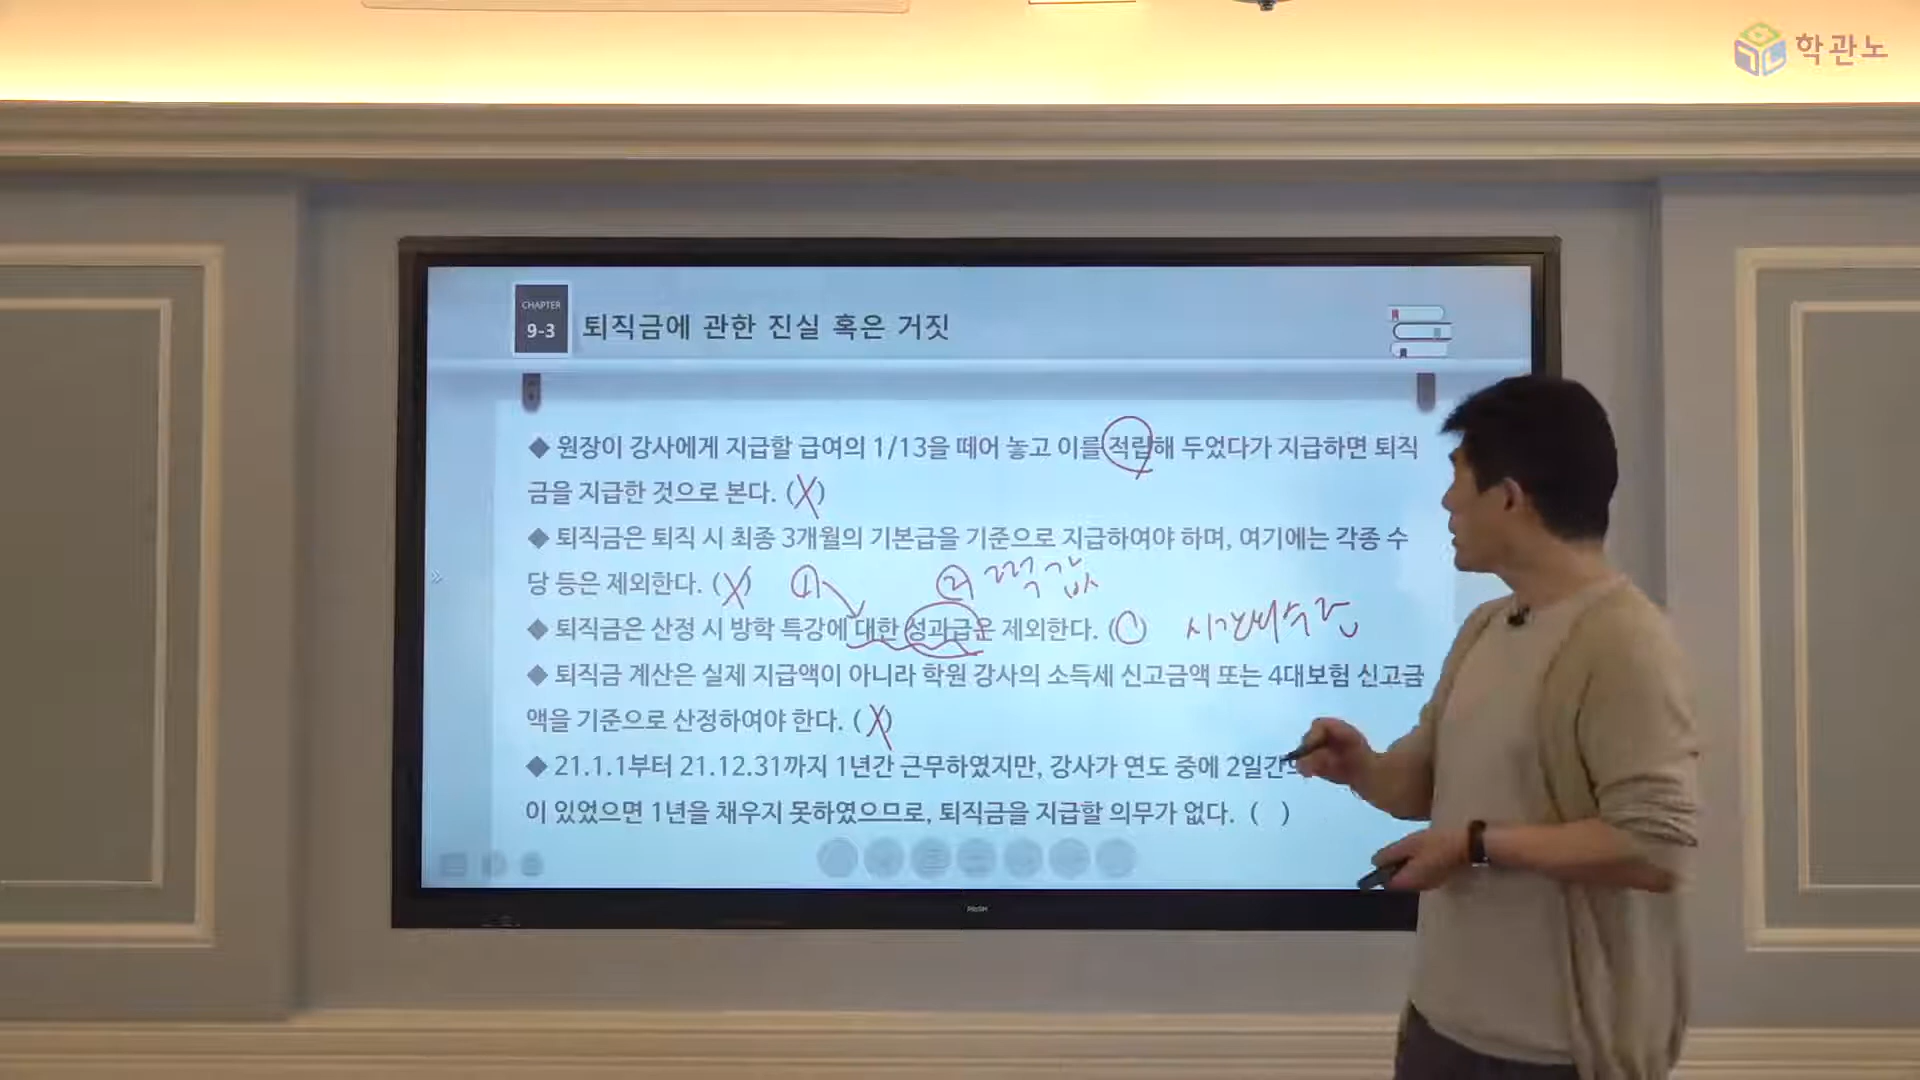 학관노
CHAPTER
9-3
퇴직금에 관한 진실 혹은 거짓
◆ 원장이 강사에게 지급할 급여의 1/13을 떼어 놓고 이를 적립해 두었다가 지급하면 퇴직
금을 지급한 것으로 본다. (X)
◆ 퇴직금은 퇴직 시 최종 3개월의 기본급을 기준으로 지급하여야 하며, 여기에는 각종 수
당 등은 제외한다. (X) ① ②
◆ 퇴직금은 산정 시 방학 특강에 대한 성과급은 제외한다. (O)
◆ 퇴직금 계산은 실제 지급액이 아니라 학원 강사의 소득세 신고금액 또는 4대보험 신고금
액을 기준으로 산정하여야 한다. (X)
◆ 21.1.1부터 21.12.31까지 1년간 근무하였지만, 강사가 연도 중에 2일간
이 있었으면 1년을 채우지 못하였으므로, 퇴직금을 지급할 의무가 없다. ( )